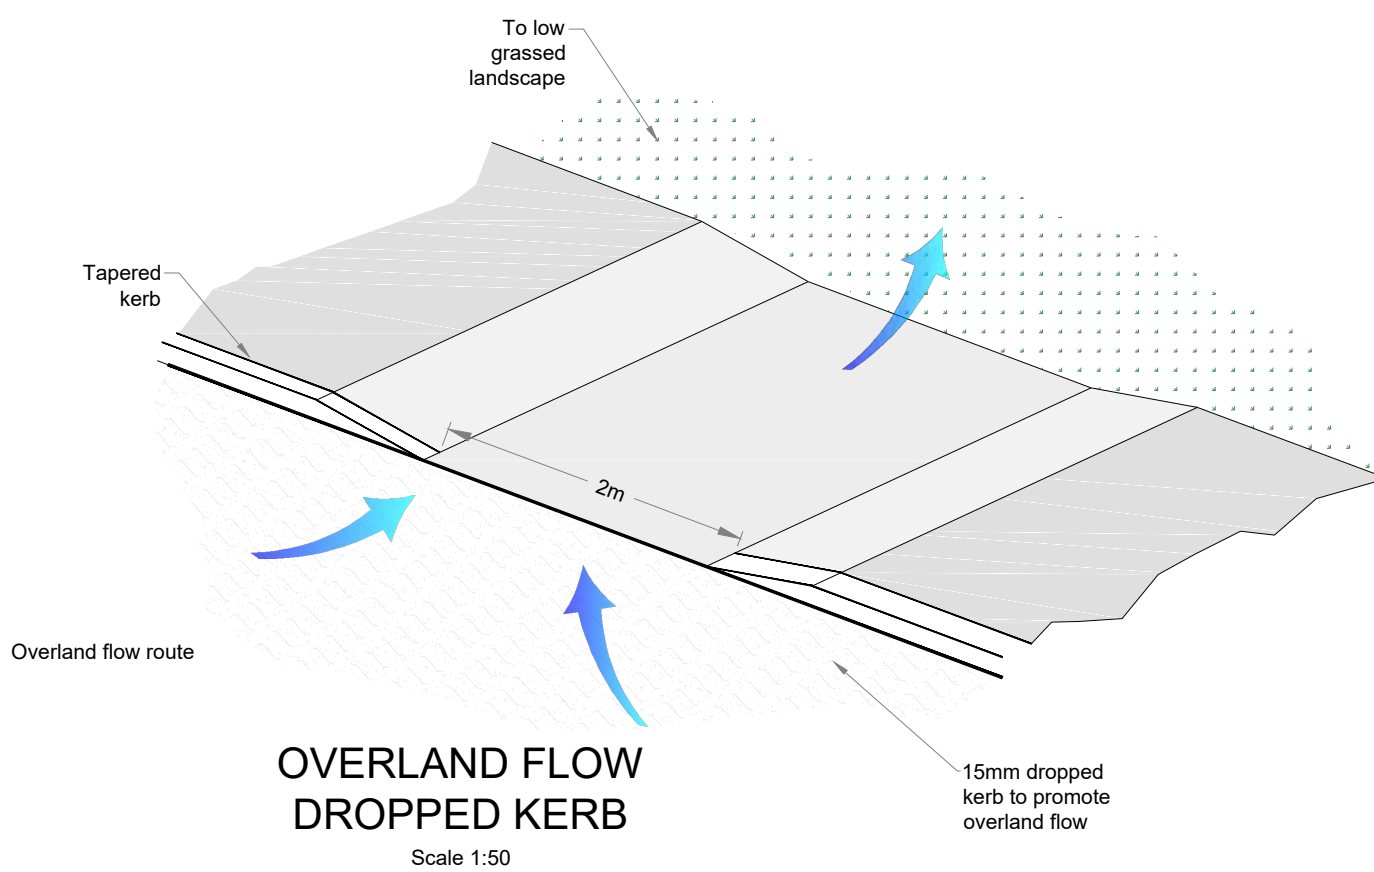 To low
grassed
landscape
Tapered
kerb
2m
Overland flow route
OVERLAND FLOW
DROPPED KERB
Scale 1:50
15mm dropped
kerb to promote
overland flow